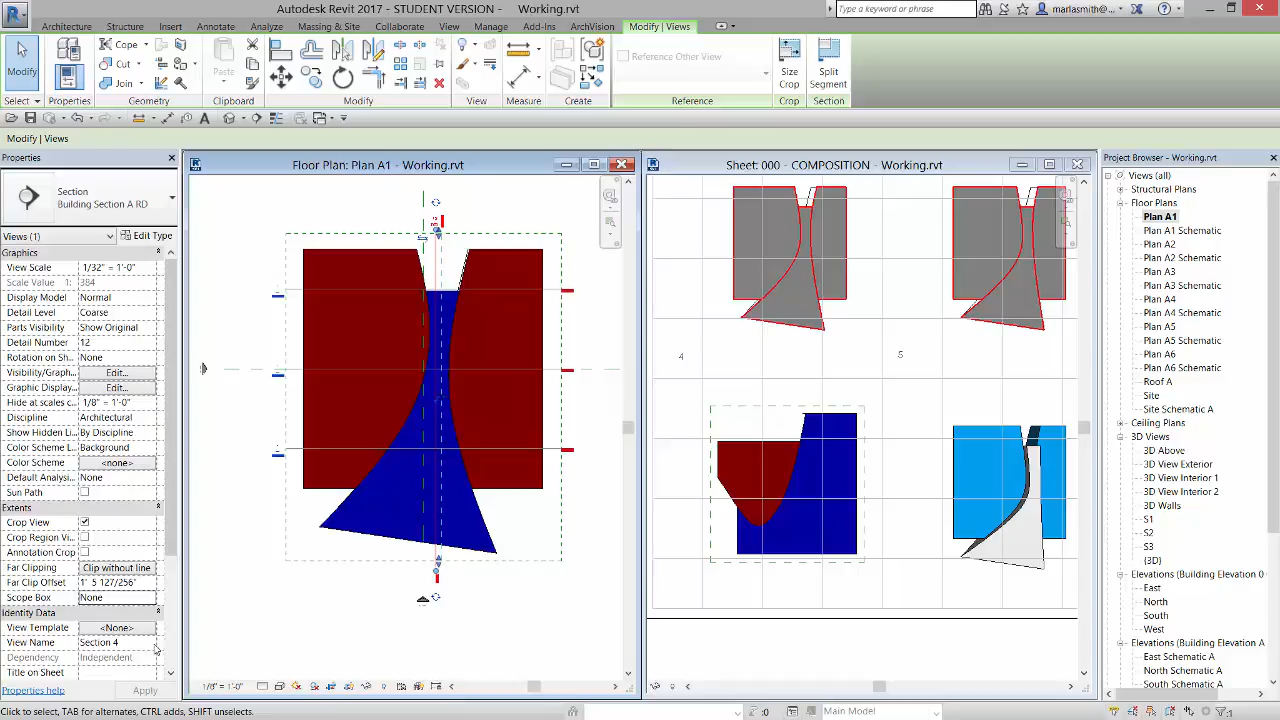 Autodesk Revit 2017 - STUDENT VERSION -    Working.rvt
Type a keyword or phrase
marlasmith@...
Architecture Structure Insert Annotate Analyze Massing & Site Collaborate View Manage Add-Ins ArchVision Modify | Views
Modify
Properties
Cope
Cut
Join
Paste
Reference Other View
Size Crop
Split Segment
Select Properties Geometry Clipboard Modify View Measure Create Reference Crop Section
Modify | Views
Properties
Section
Building Section A RD
Views (1)
Edit Type
Graphics
View Scale 1/32" = 1'-0"
Scale Value 1: 384
Display Model Normal
Detail Level Coarse
Parts Visibility Show Original
Detail Number 12
Rotation on Sh... None
Visibility/Graph... Edit...
Graphic Display... Edit...
Hide at scales c... 1/8" = 1'-0"
Discipline Architectural
Show Hidden L... By Discipline
Color Scheme L... Background
Color Scheme <none>
Default Analysi... None
Sun Path
Extents
Crop View
Crop Region Vi...
Annotation Crop
Far Clipping Clip without line
Far Clip Offset 1' 5 127/256"
Scope Box None
Identity Data
View Template <None>
View Name Section 4
Dependency Independent
Title on Sheet
Properties help
Apply
Floor Plan: Plan A1 - Working.rvt
1/8" = 1'-0"
Sheet: 000 - COMPOSITION - Working.rvt
4
5
Project Browser - Working.rvt
Views (all)
Structural Plans
Floor Plans
Plan A1
Plan A1 Schematic
Plan A2
Plan A2 Schematic
Plan A3
Plan A3 Schematic
Plan A4
Plan A4 Schematic
Plan A5
Plan A5 Schematic
Plan A6
Plan A6 Schematic
Roof A
Site
Site Schematic A
Ceiling Plans
3D Views
3D Above
3D View Exterior
3D View Interior 1
3D View Interior 2
3D Walls
S1
S2
S3
{3D}
Elevations (Building Elevation 0
East
North
South
West
Elevations (Building Elevation A
East Schematic A
North Schematic A
South Schematic A
Click to select, TAB for alternates, CTRL adds, SHIFT unselects.
:0
Main Model
:1